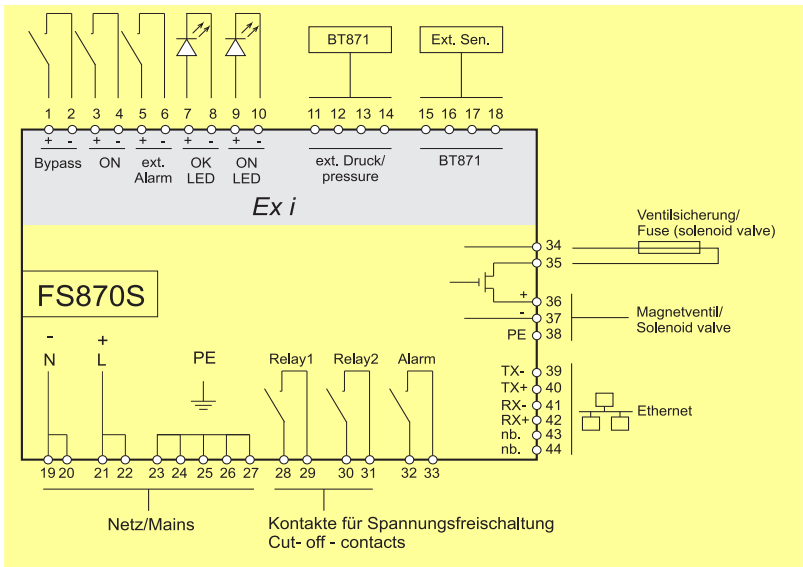 BT871 Ext. Sen.
1 2 3 4 5 6 7 8 9 10 11 12 13 14 15 16 17 18
+ - + - + - + - + -
Bypass ON ext. Alarm OK LED ON LED ext. Druck/ pressure BT871
Ex i
Ventilsicherung/
Fuse (solenoid valve)
34
35
FS870S
+ 36
- 37
PE 38
Magnetventil/
Solenoid valve
- +
N L PE Relay1 Relay2 Alarm
TX- 39
TX+ 40
RX- 41
RX+ 42
nb. 43
nb. 44
Ethernet
19 20 21 22 23 24 25 26 27 28 29 30 31 32 33
Netz/Mains
Kontakte für Spannungsfreischaltung
Cut- off - contacts